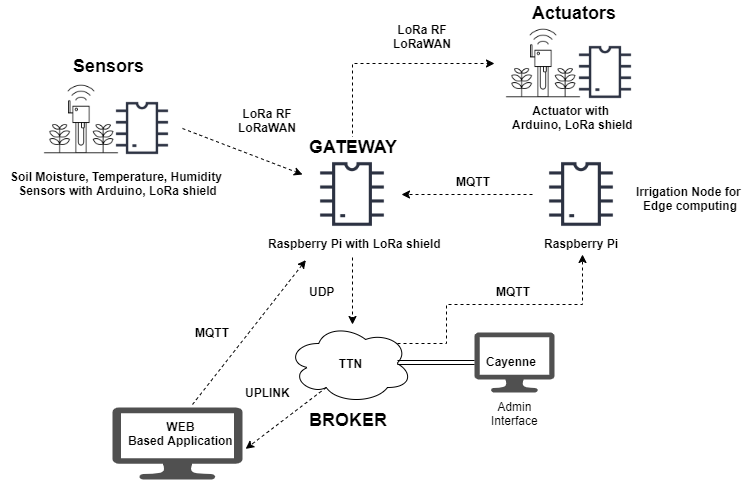 Actuators
LoRa RF
LoRaWAN
Sensors
Actuator with
Arduino, LoRa shield
LoRa RF
LoRaWAN
GATEWAY
Soil Moisture, Temperature, Humidity
Sensors with Arduino, LoRa shield
MQTT
Irrigation Node for
Edge computing
Raspberry Pi with LoRa shield
Raspberry Pi
UDP
MQTT
MQTT
TTN
Cayenne
UPLINK
BROKER
Admin
Interface
WEB
Based Application